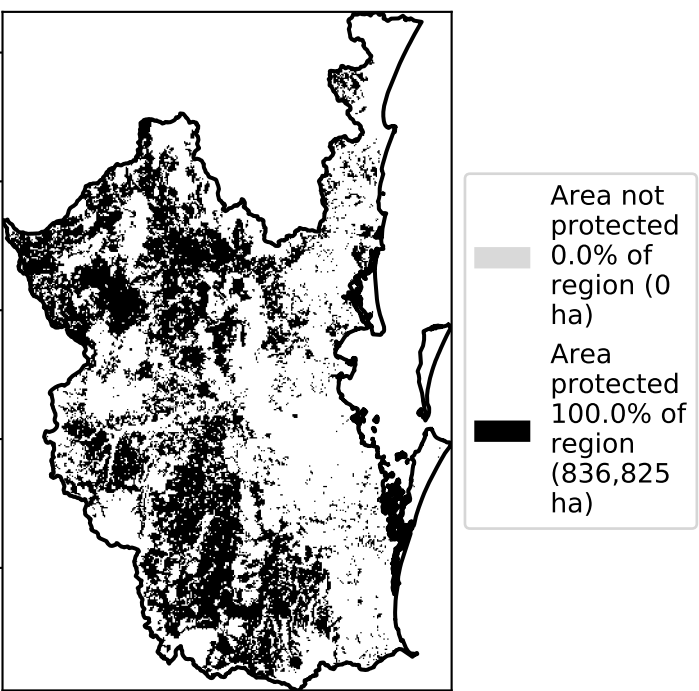 Area not
protected
0.0% of
region (0
ha)
Area
protected
100.0% of
region
(836,825
ha)